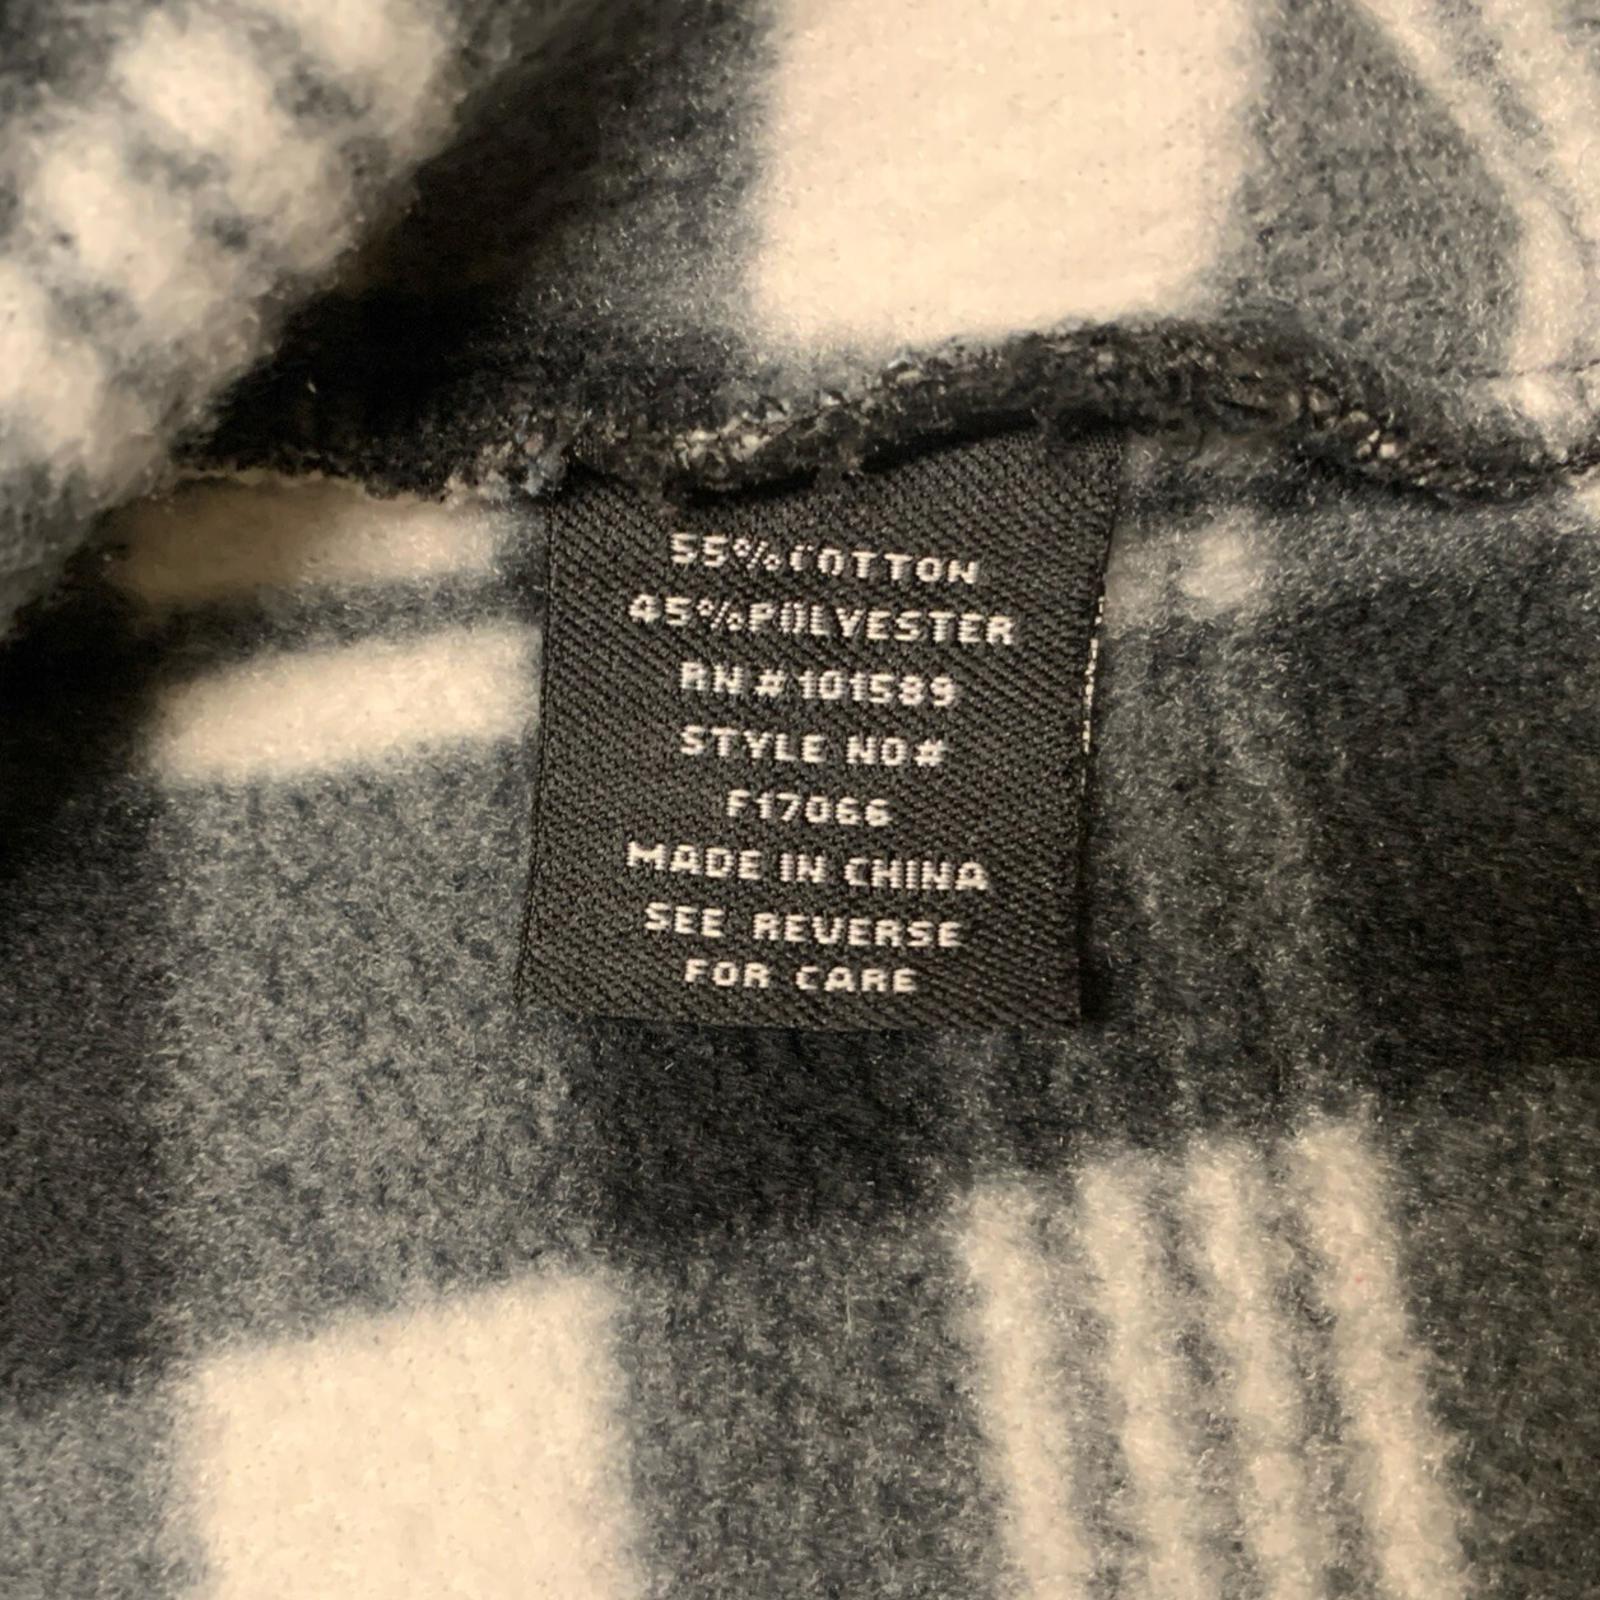 55%COTTON
45%POLYESTER
RN#101589
STYLE NO#
F17066
MADE IN CHINA
SEE REVERSE
FOR CARE